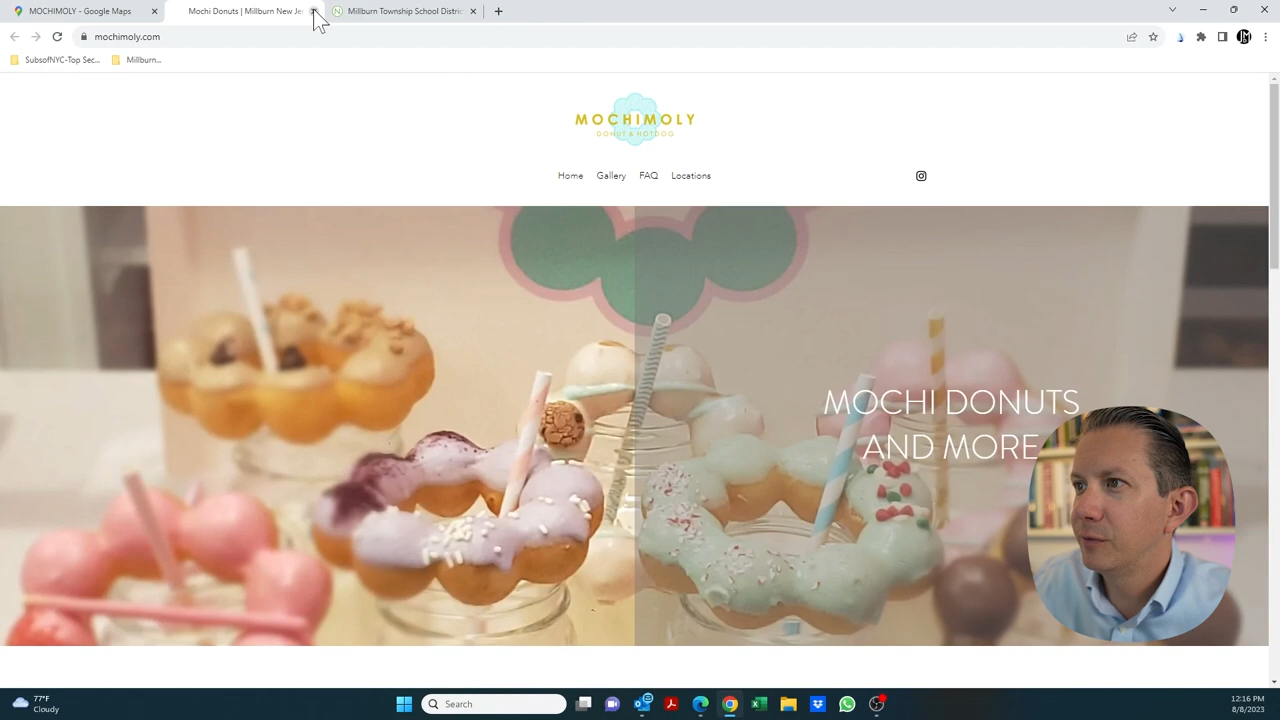 MOCHIMOLY - Google Maps
Mochi Donuts | Millburn New Je
Millburn Township School Distric
mochimoly.com
SubsofNYC-Top Sec...
Millburn...
MOCHIMOLY
DONUT & HOTDOG
Home
Gallery
FAQ
Locations
MOCHI DONUTS
AND MORE
77°F
Cloudy
Search
12:16 PM
8/8/2023